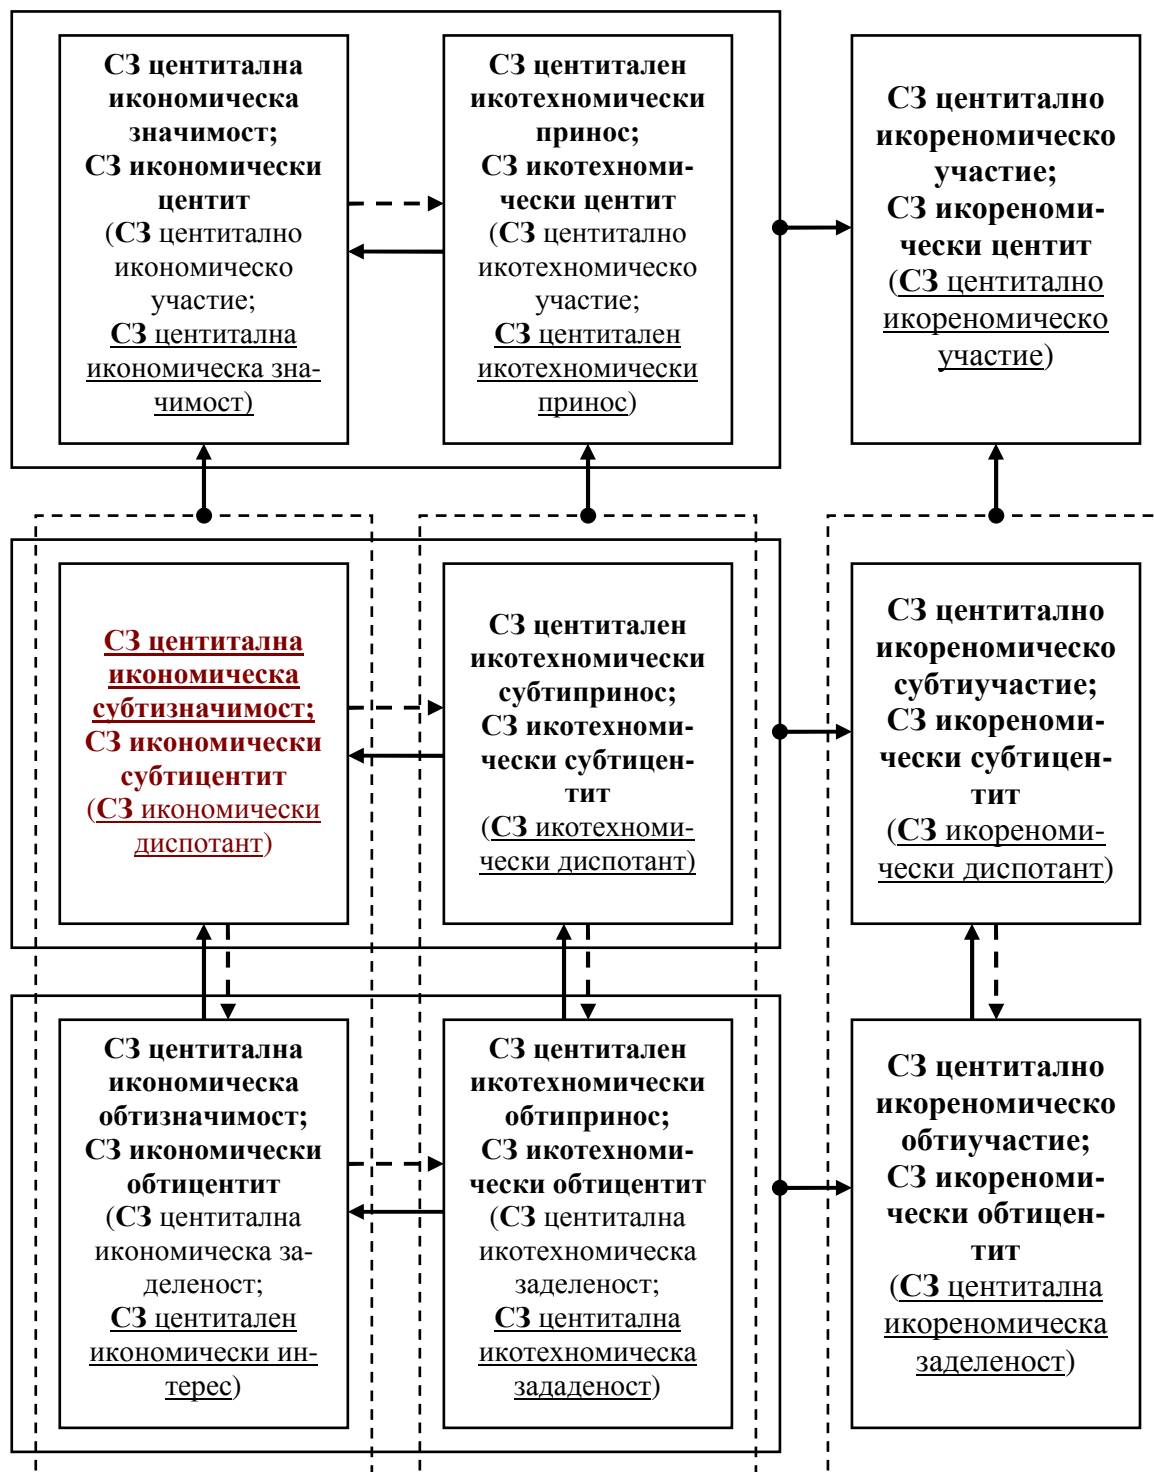 СЗ центитална
икономическа
значимост;
СЗ икономически
центит
(СЗ центитално
икономическо
участие;
СЗ центитална
икономическа зна-
чимост)
СЗ центитален
икотехномически
принос;
СЗ икотехноми-
чески центит
(СЗ центитално
икотехномическо
участие;
СЗ центитален
икотехномически
принос)
СЗ центитално
икореномическо
участие;
СЗ икореноми-
чески центит
(СЗ центитално
икореномическо
участие)
СЗ центитална
икономическа
субтизначимост;
СЗ икономически
субтицентит
(СЗ икономически
диспотант)
СЗ центитален
икотехномически
субтипринос;
СЗ икотехноми-
чески субтицен-
тит
(СЗ икотехноми-
чески диспотант)
СЗ центитално
икореномическо
субтиучастие;
СЗ икореноми-
чески субтицен-
тит
(СЗ икореноми-
чески диспотант)
СЗ центитална
икономическа
обтизначимост;
СЗ икономически
обтицентит
(СЗ центитална
икономическа за-
деленост;
СЗ центитален
икономически ин-
терес)
СЗ центитален
икотехномически
обтипринос;
СЗ икотехноми-
чески обтицентит
(СЗ центитална
икотехномическа
заделеност;
СЗ центитална
икотехномическа
зададеност)
СЗ центитално
икореномическо
обтиучастие;
СЗ икореноми-
чески обтицен-
тит
(СЗ центитална
икореномическа
заделеност)